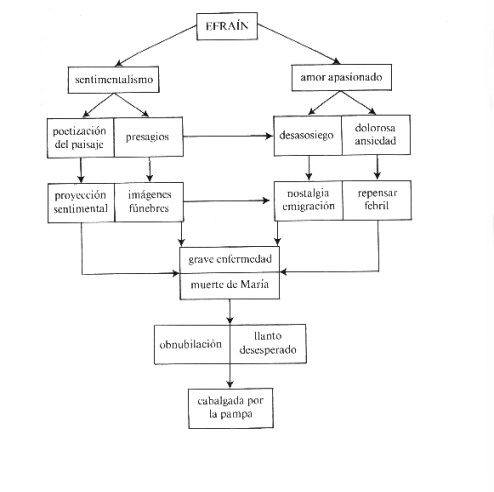 EFRAÍN
sentimentalismo
amor apasionado
poetización
del paisaje
presagios
desasosiego
dolorosa
ansiedad
proyección
sentimental
imágenes
fúnebres
nostalgia
emigración
repensar
febril
grave enfermedad
muerte de María
obnubilación
llanto
desesperado
cabalgada por
la pampa